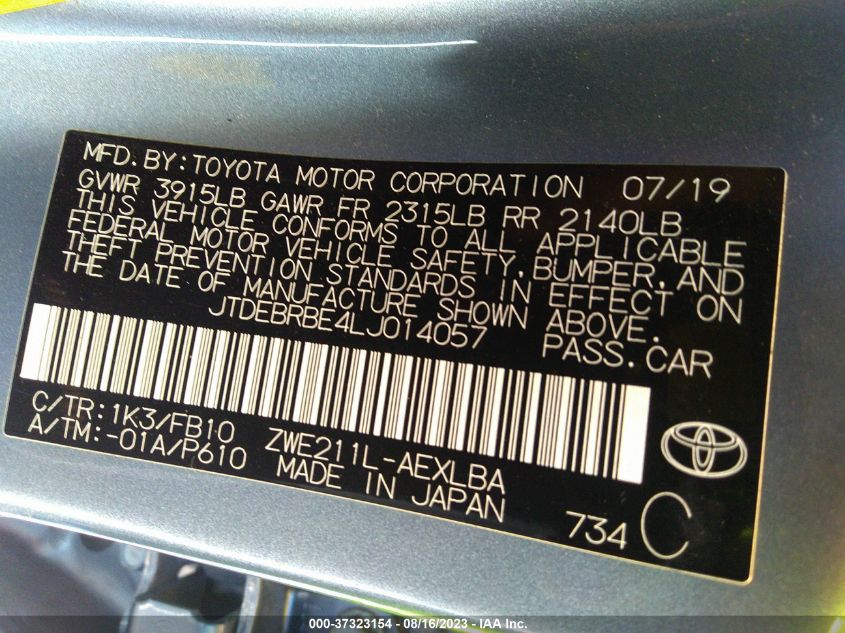 MFD. BY: TOYOTA MOTOR CORPORATION 07/19
GVWR 3915LB GAWR FR 2315LB RR 2140LB
THIS VEHICLE CONFORMS TO ALL APPLICABLE
FEDERAL MOTOR VEHICLE SAFETY, BUMPER, AND
THEFT PREVENTION STANDARDS IN EFFECT ON
THE DATE OF MANUFACTURE SHOWN ABOVE.
JTDEBRBE4LJ014057 PASS. CAR
C/TR: 1K3/FB10 ZWE211L-AEXLBA
A/TM: -01A/P610 MADE IN JAPAN
734 C
000-37323154 - 08/16/2023 - IAA Inc.